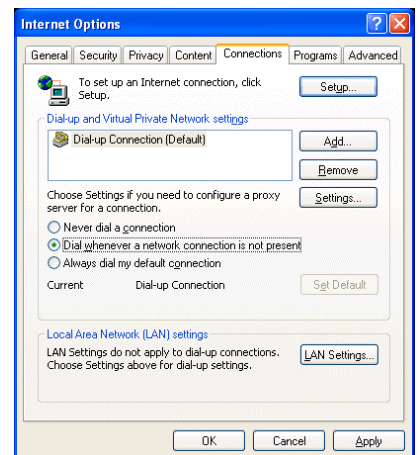 Internet Options
General Security Privacy Content Connections Programs Advanced
To set up an Internet connection, click
Setup.
Setup...
Dial-up and Virtual Private Network settings
Dial-up Connection (Default)
Add...
Remove
Choose Settings if you need to configure a proxy
server for a connection.
Settings...
Never dial a connection
Dial whenever a network connection is not present
Always dial my default connection
Current Dial-up Connection Set Default
Local Area Network (LAN) settings
LAN Settings do not apply to dial-up connections.
Choose Settings above for dial-up settings.
LAN Settings...
OK Cancel Apply